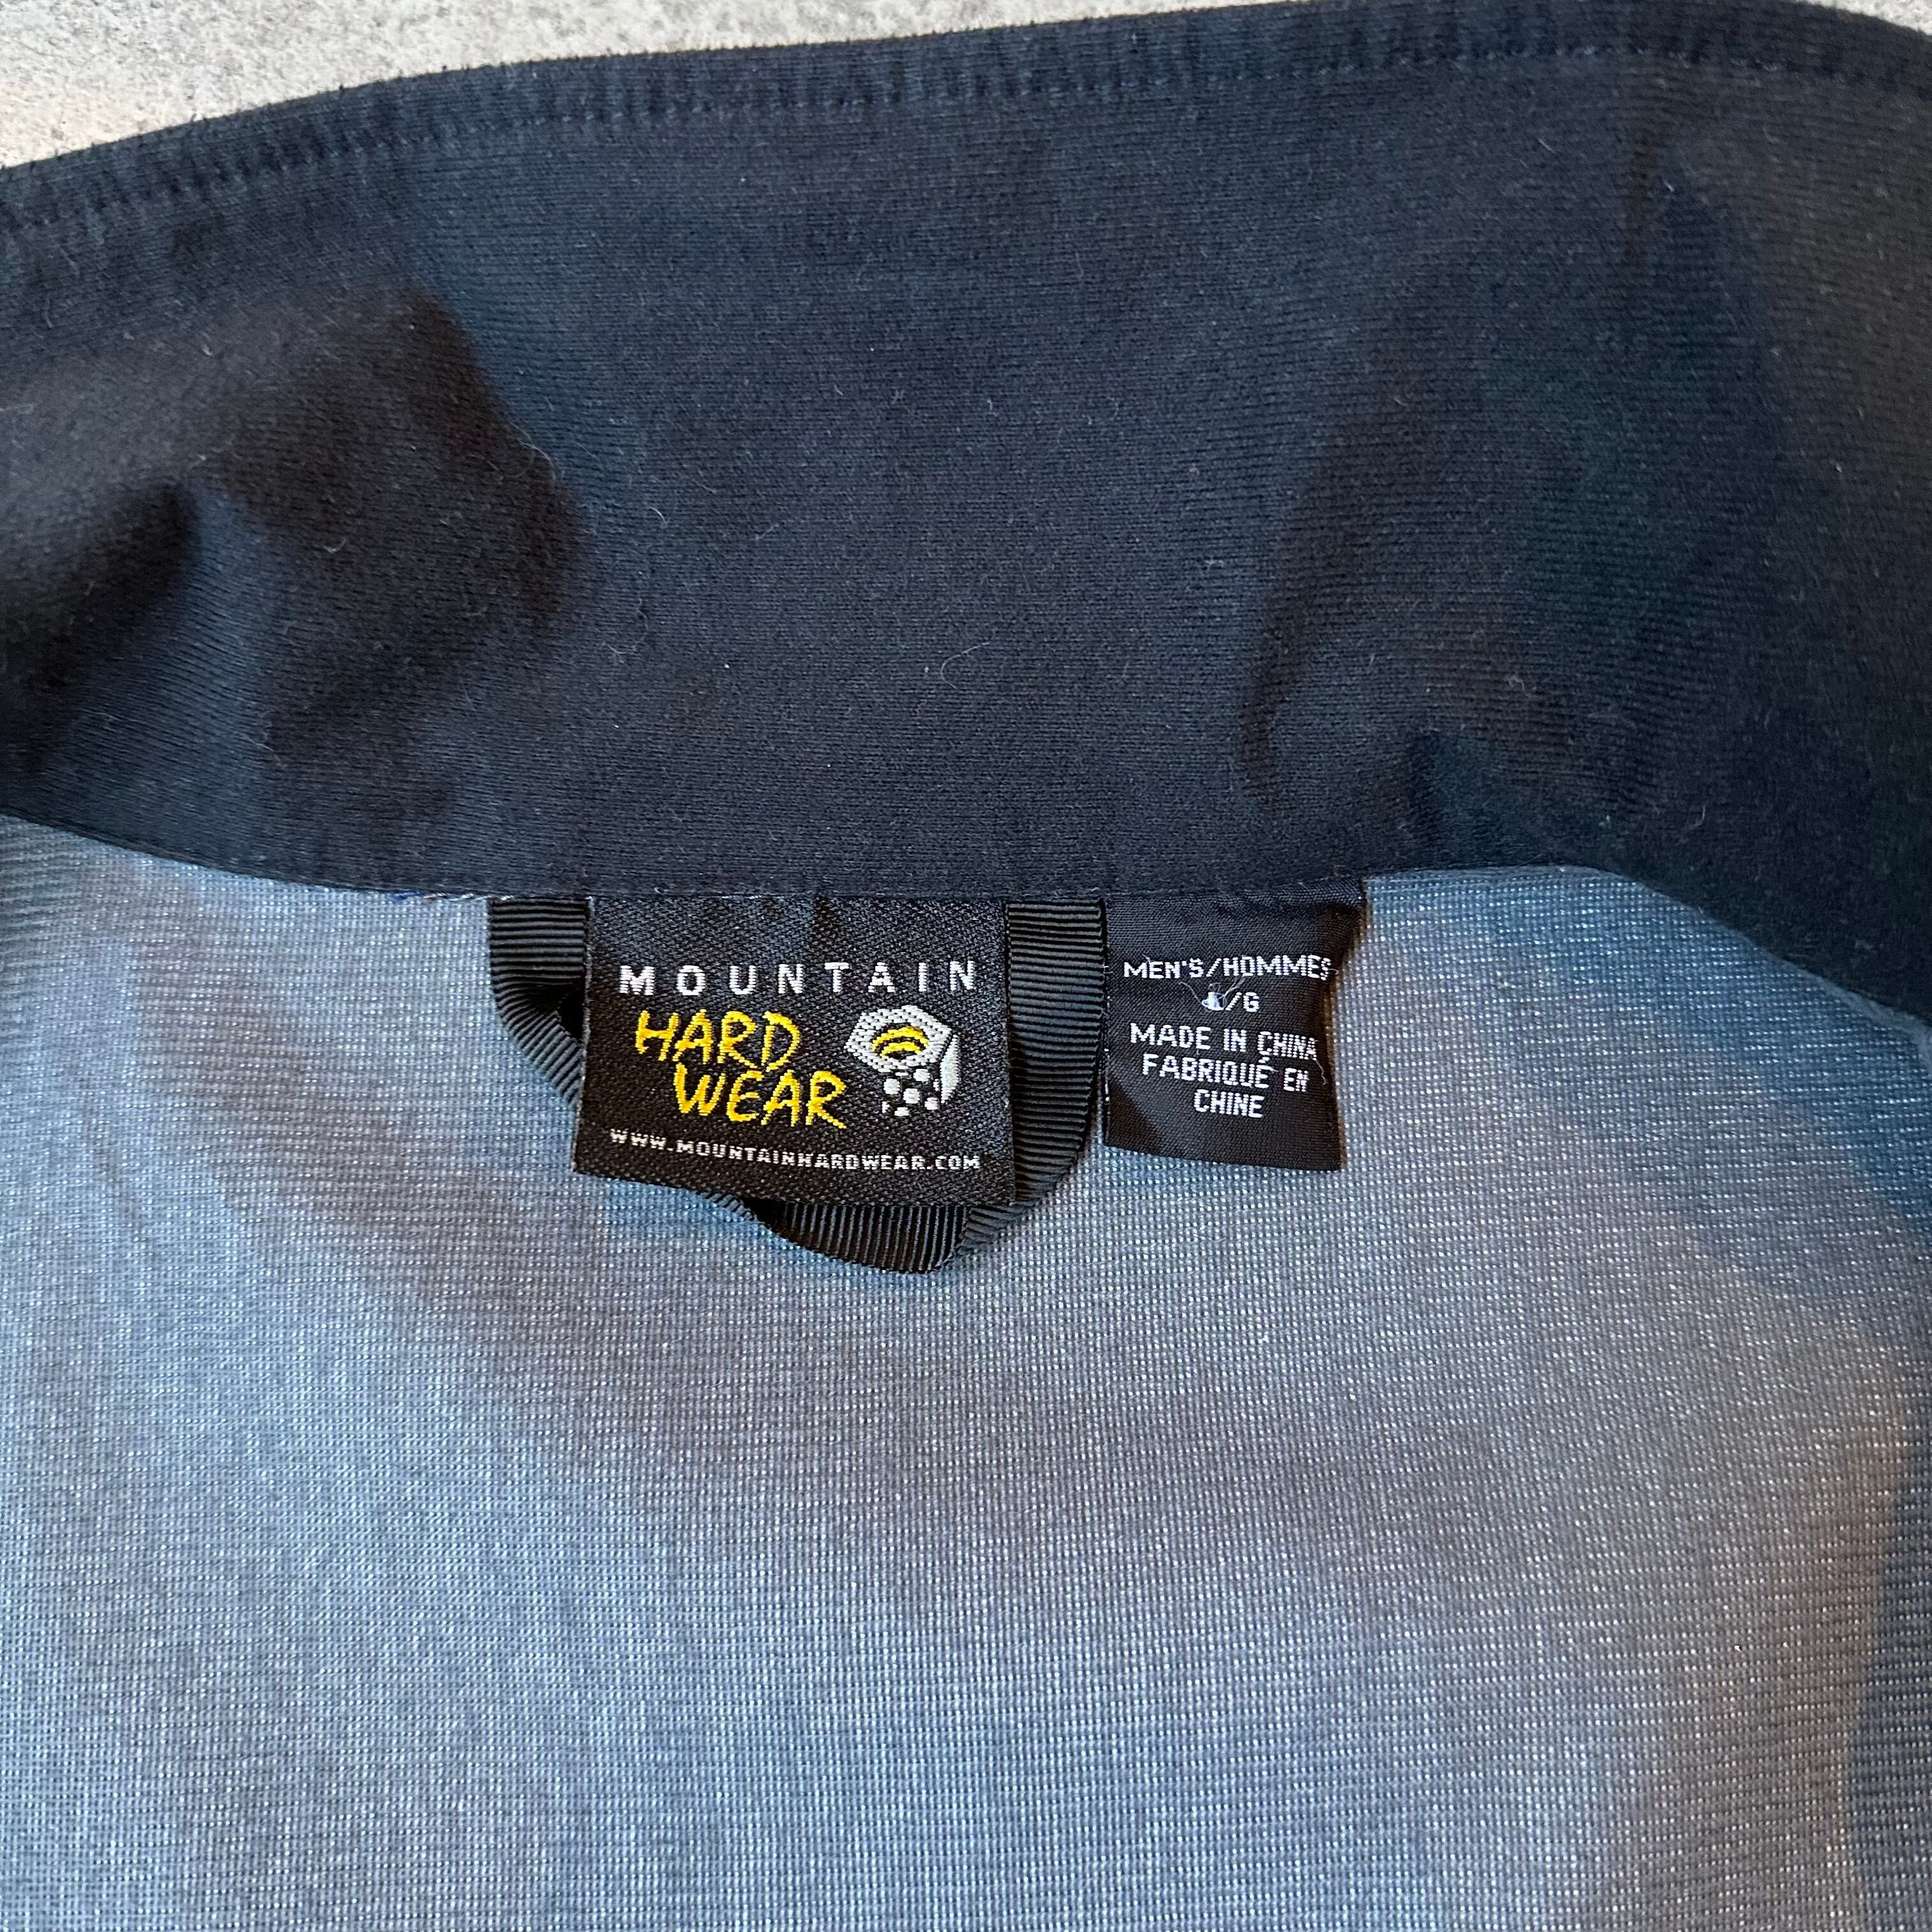 MOUNTAIN
HARD
WEAR
WWW.MOUNTAINHARDWEAR.COM
MEN'S/HOMMES
L/G
MADE IN CHINA
FABRIQUÉ EN
CHINE